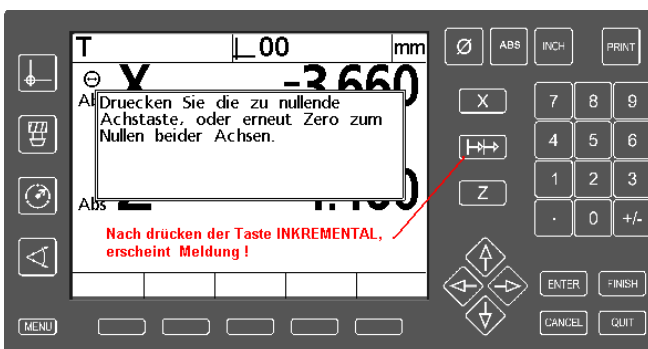 T 00 mm
Ø ABS INCH PRINT
X -3.660
Druecken Sie die zu nullende
Achstaste, oder erneut Zero zum
Nullen beider Achsen.
Abs
Nach drücken der Taste INKREMENTAL,
erscheint Meldung !
X
Z
7 8 9
4 5 6
1 2 3
. 0 +/-
ENTER FINISH
CANCEL QUIT
MENU